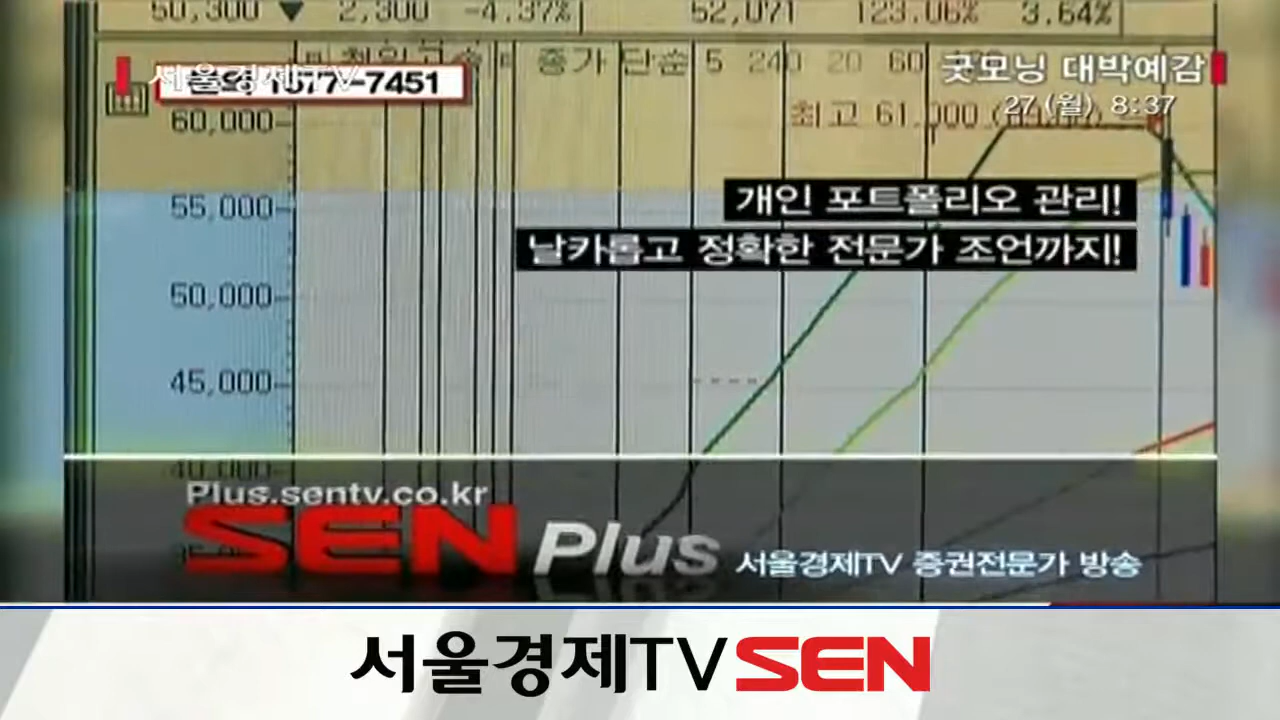 50,300 ▼ 2,300 -4.37% 52,071 123.06% 3.64%
종가 단순 5 240 20 60
서울경제TV
1577-7451
굿모닝 대박예감
27(월) 8:37
최고 61,000
60,000
55,000
개인 포트폴리오 관리!
날카롭고 정확한 전문가 조언까지!
50,000
45,000
40,000
Plus.sentv.co.kr
SEN Plus 서울경제TV 증권전문가 방송
서울경제TV SEN